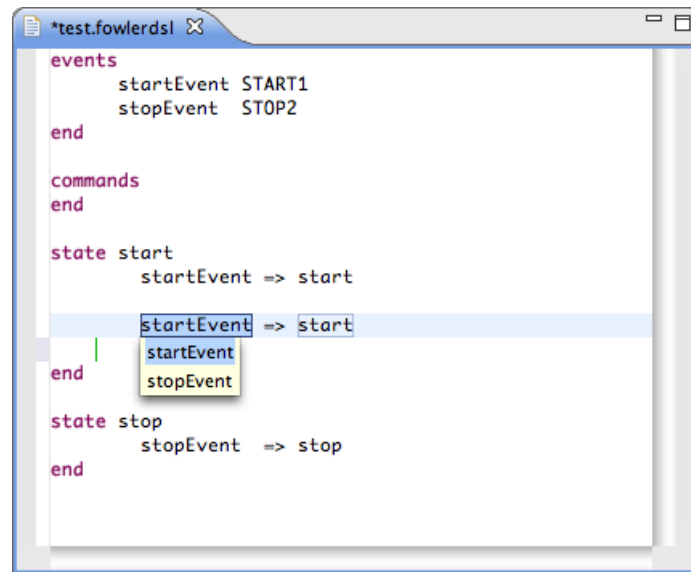 *test.fowlerdsl
events
startEvent START1
stopEvent STOP2
end
commands
end
state start
startEvent => start
startEvent => start
startEvent
stopEvent
end
state stop
stopEvent => stop
end